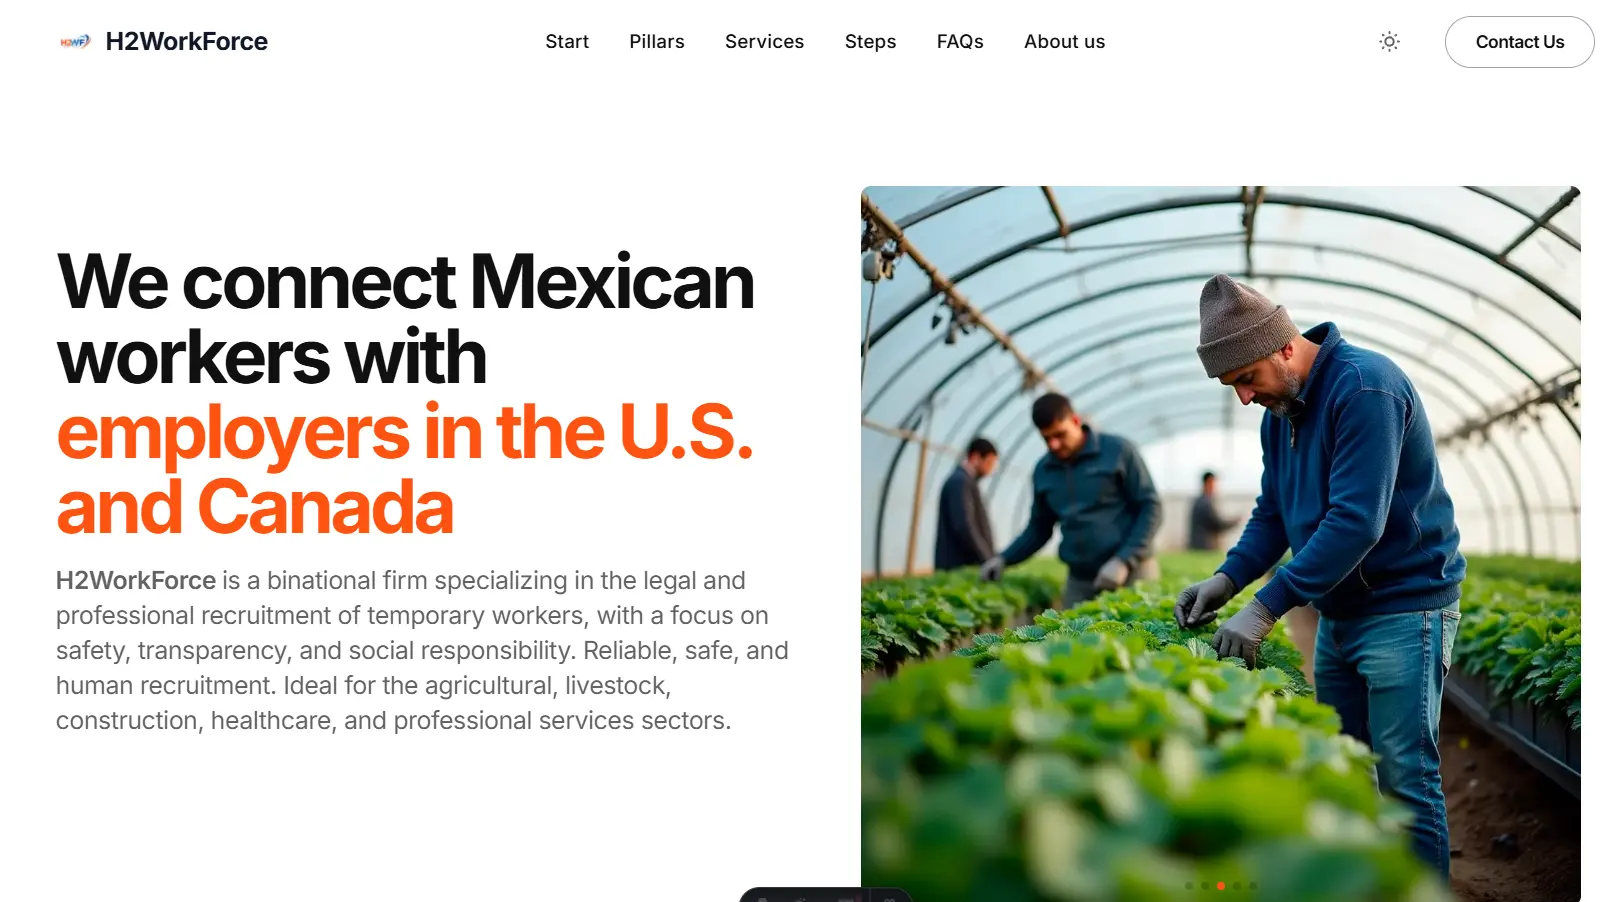 H2WF
H2WorkForce
Start
Pillars
Services
Steps
FAQs
About us
Contact Us
We connect Mexican
workers with
employers in the U.S.
and Canada
H2WorkForce is a binational firm specializing in the legal and
professional recruitment of temporary workers, with a focus on
safety, transparency, and social responsibility. Reliable, safe, and
human recruitment. Ideal for the agricultural, livestock,
construction, healthcare, and professional services sectors.